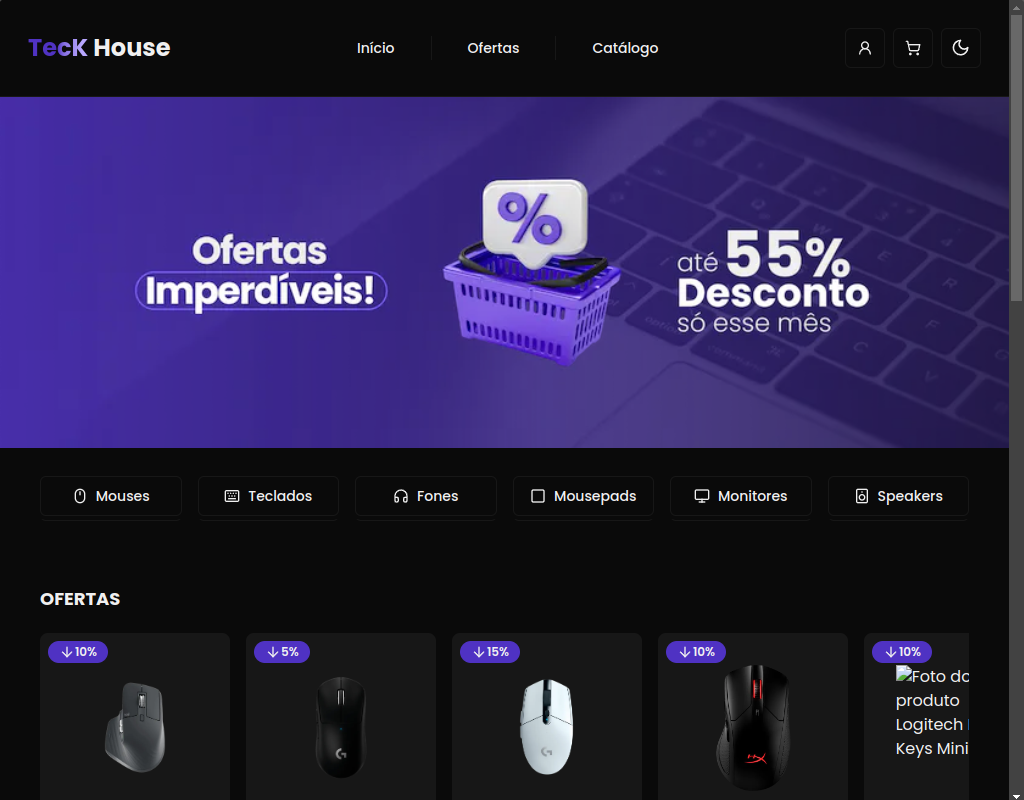 TecK House
Início
Ofertas
Catálogo
Ofertas
Imperdíveis!
%
até 55%
Desconto
só esse mês
Mouses
Teclados
Fones
Mousepads
Monitores
Speakers
OFERTAS
10%
5%
15%
10%
10%
Foto do
produto
Logitech
Keys Mini